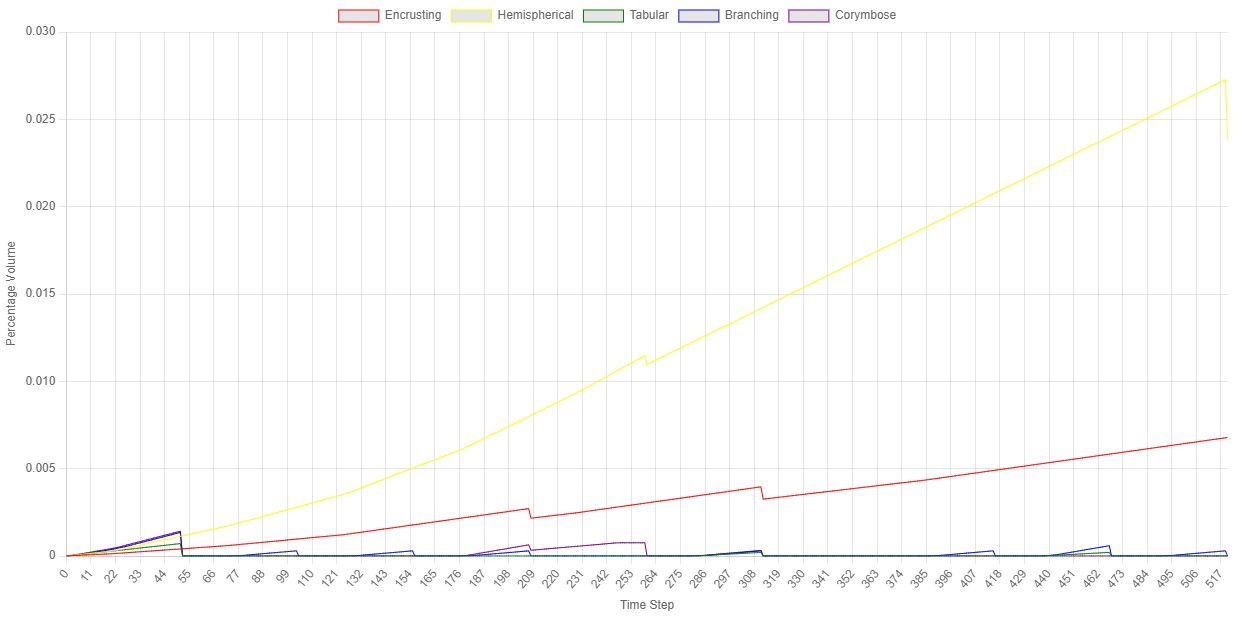 Encrusting Hemispherical Tabular Branching Corymbose
0.030
0.025
0.020
0.015
0.010
0.005
0
Percentage Volume
0 11 22 33 44 55 66 77 88 99 110 121 132 143 154 165 176 187 198 209 220 231 242 253 264 275 286 297 308 319 330 341 352 363 374 385 396 407 418 429 440 451 462 473 484 495 506 517
Time Step